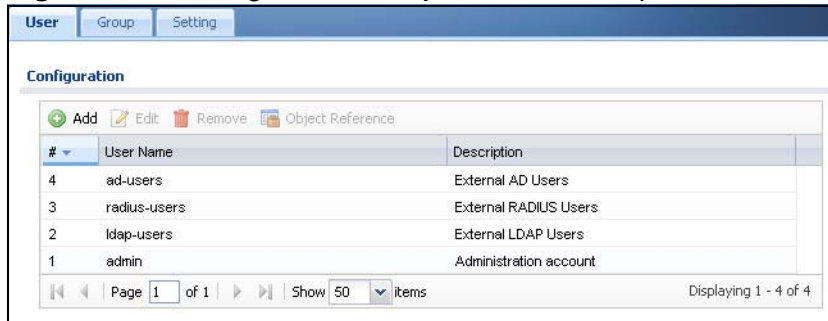 User Group Setting
Configuration
Add Edit Remove Object Reference
# User Name Description
4 ad-users External AD Users
3 radius-users External RADIUS Users
2 ldap-users External LDAP Users
1 admin Administration account
Page 1 of 1 Show 50 items Displaying 1 - 4 of 4